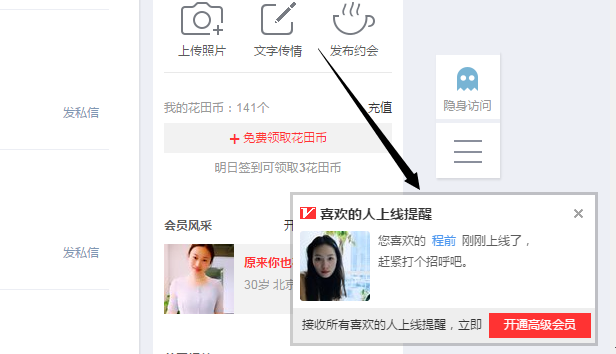 上传照片
文字传情
发布约会
隐身访问
发私信
我的花田币：141个
充值
+ 免费领取花田币
明日签到可领取3花田币
喜欢的人上线提醒
会员风采
开
您喜欢的 程前 刚刚上线了，
赶紧打个招呼吧。
发私信
原来你也
30岁 北京
接收所有喜欢的人上线提醒，立即
开通高级会员